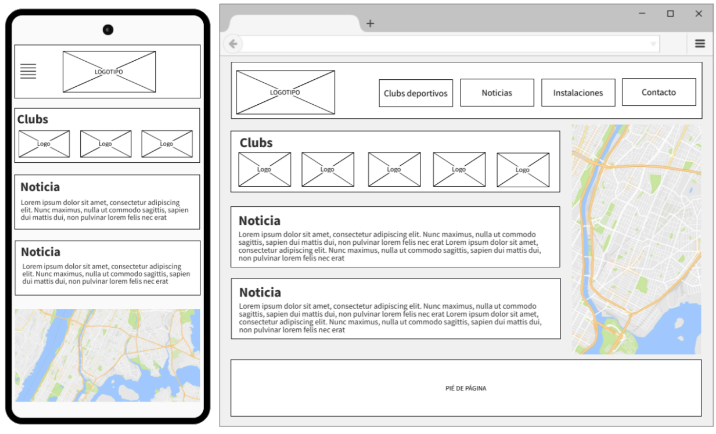 LOGOTIPO
Clubs
Logo
Logo
Logo
Noticia
Lorem ipsum dolor sit amet, consectetur adipiscing
elit. Nunc maximus, nulla ut commodo sagittis, sapien
dui mattis dui, non pulvinar lorem felis nec erat
Noticia
Lorem ipsum dolor sit amet, consectetur adipiscing
elit. Nunc maximus, nulla ut commodo sagittis, sapien
dui mattis dui, non pulvinar lorem felis nec erat
LOGOTIPO
Clubs deportivos
Noticias
Instalaciones
Contacto
Clubs
Logo
Logo
Logo
Logo
Logo
Noticia
Lorem ipsum dolor sit amet, consectetur adipiscing elit. Nunc maximus, nulla ut commodo
sagittis, sapien dui mattis dui, non pulvinar lorem felis nec erat Lorem ipsum dolor sit amet,
consectetur adipiscing elit. Nunc maximus, nulla ut commodo sagittis, sapien dui mattis dui,
non pulvinar lorem felis nec erat
Noticia
Lorem ipsum dolor sit amet, consectetur adipiscing elit. Nunc maximus, nulla ut commodo
sagittis, sapien dui mattis dui, non pulvinar lorem felis nec erat Lorem ipsum dolor sit amet,
consectetur adipiscing elit. Nunc maximus, nulla ut commodo sagittis, sapien dui mattis dui,
non pulvinar lorem felis nec erat
PIÉ DE PÁGINA